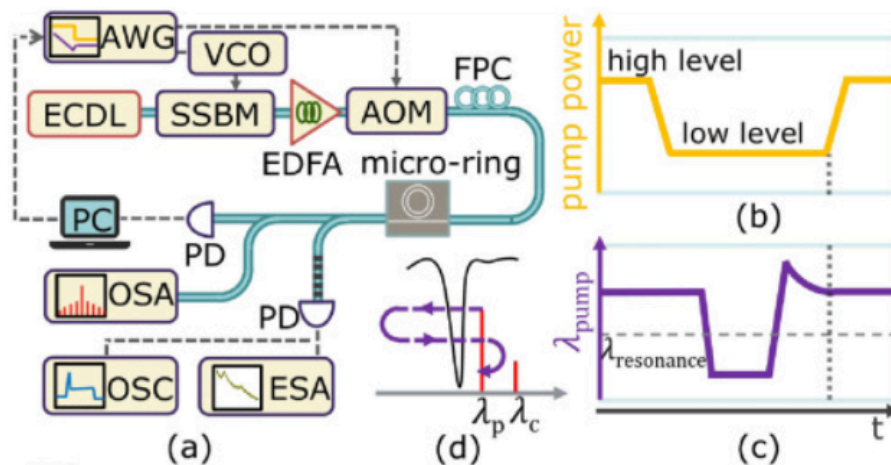 AWG
VCO
ECDL
SSBM
EDFA
AOM
FPC
micro-ring
PC
PD
OSA
PD
OSC
ESA
(a)
λp λc
(d)
pump power
high level
low level
(b)
λpump
λresonance
t
(c)